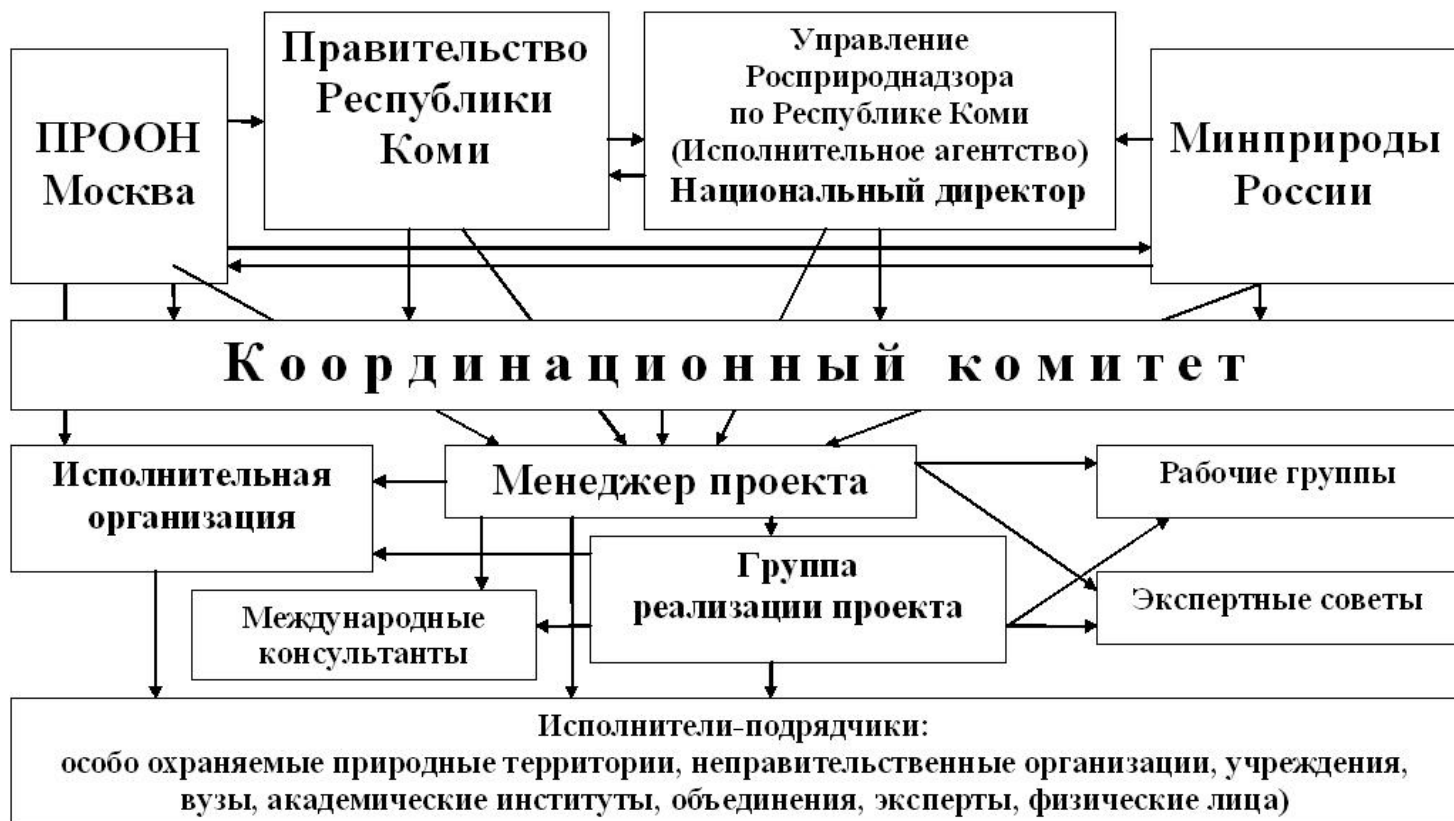 ПРООН
Москва
Правительство
Республики
Коми
Управление
Росприроднадзора
по Республике Коми
(Исполнительное агентство)
Национальный директор
Минприроды
России
Координационный комитет
Исполнительная
организация
Менеджер проекта
Рабочие группы
Группа
реализации проекта
Экспертные советы
Международные
консультанты
Исполнители-подрядчики:
особо охраняемые природные территории, неправительственные организации, учреждения,
вузы, академические институты, объединения, эксперты, физические лица)